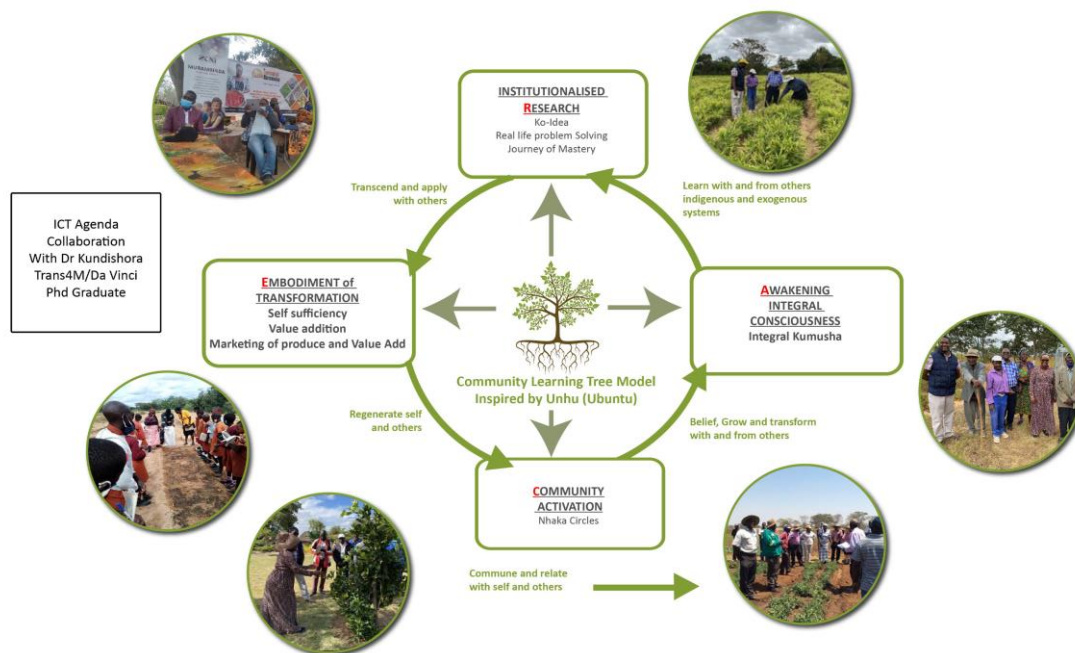 INSTITUTIONALISED
RESEARCH
Ko-Idea
Real life problem Solving
Journey of Mastery
Transcend and apply
with others
Learn with and from others
indigenous and exogenous
systems
ICT Agenda
Collaboration
With Dr Kundishora
Trans4M/Da Vinci
Phd Graduate
EMBODIMENT of
TRANSFORMATION
Self sufficiency
Value addition
Marketing of produce and Value Add
AWAKENING
INTEGRAL
CONSCIOUSNESS
Integral Kumusha
Community Learning Tree Model
Inspired by Unhu (Ubuntu)
Regenerate self
and others
Belief, Grow and transform
with and from others
COMMUNITY
ACTIVATION
Nhaka Circles
Commune and relate
with self and others